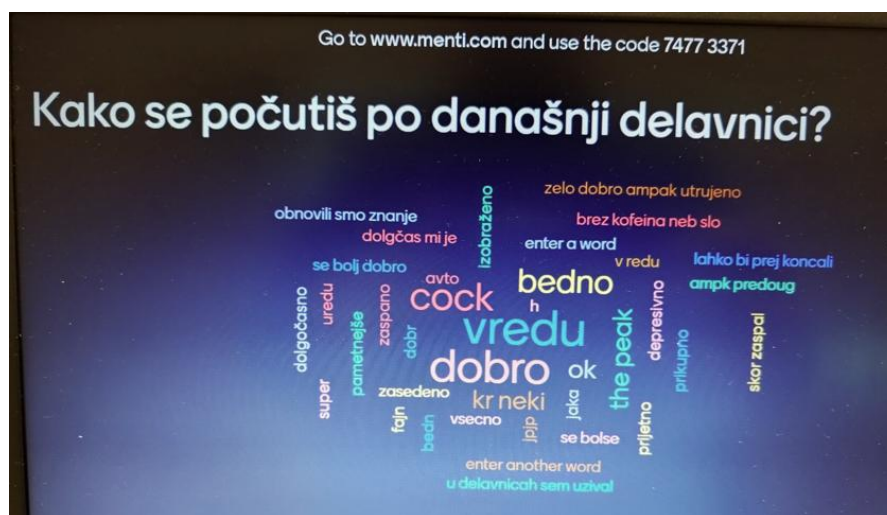 Go to www.menti.com and use the code 7477 3371
Kako se počutiš po današnji delavnici?
zelo dobro ampak utrujeno
izobraženo
obnovili smo znanje
brez kofeina neb slo
dolgčas mi je
enter a word
v redu
lahko bi prej koncali
se bolj dobro
avto
bedno
ampk predoug
cock
h
dolgočasno
uredu
pametnejše
zaspano
dobr
vredu
the peak
depresivno
prikupno
skor zaspal
dobro
ok
super
zasedeno
kr neki
jaka
fajn
bedn
vsecno
jpjp
se bolse
prijetno
enter another word
u delavnicah sem uzival